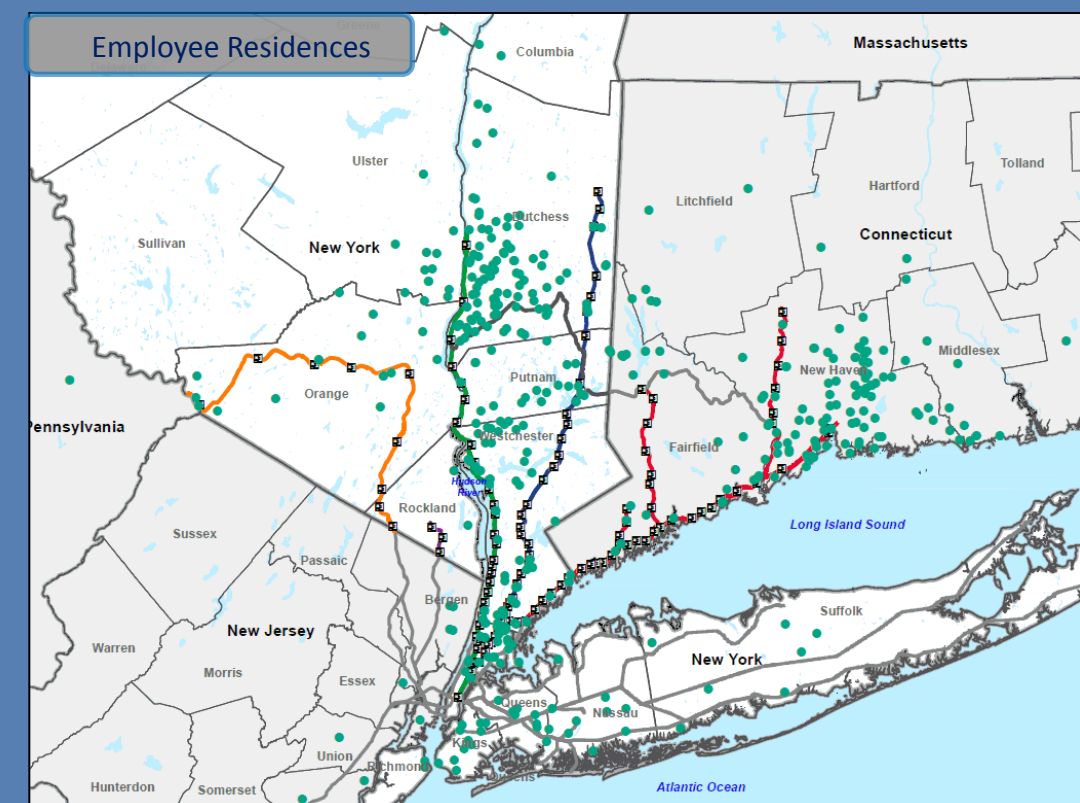 Greene
Employee Residences
Columbia
Massachusetts
Ulster
Tolland
Hartford
Litchfield
Dutchess
Connecticut
Sullivan
New York
Middlesex
New Haven
Putnam
Orange
Pennsylvania
Westchester
Fairfield
Hudson
River
Rockland
Long Island Sound
Sussex
Passaic
Bergen
Suffolk
New Jersey
Warren
New York
Morris
Essex
Queens
Nassau
Kings
Union
Richmond
Queens
Hunterdon
Somerset
Atlantic Ocean